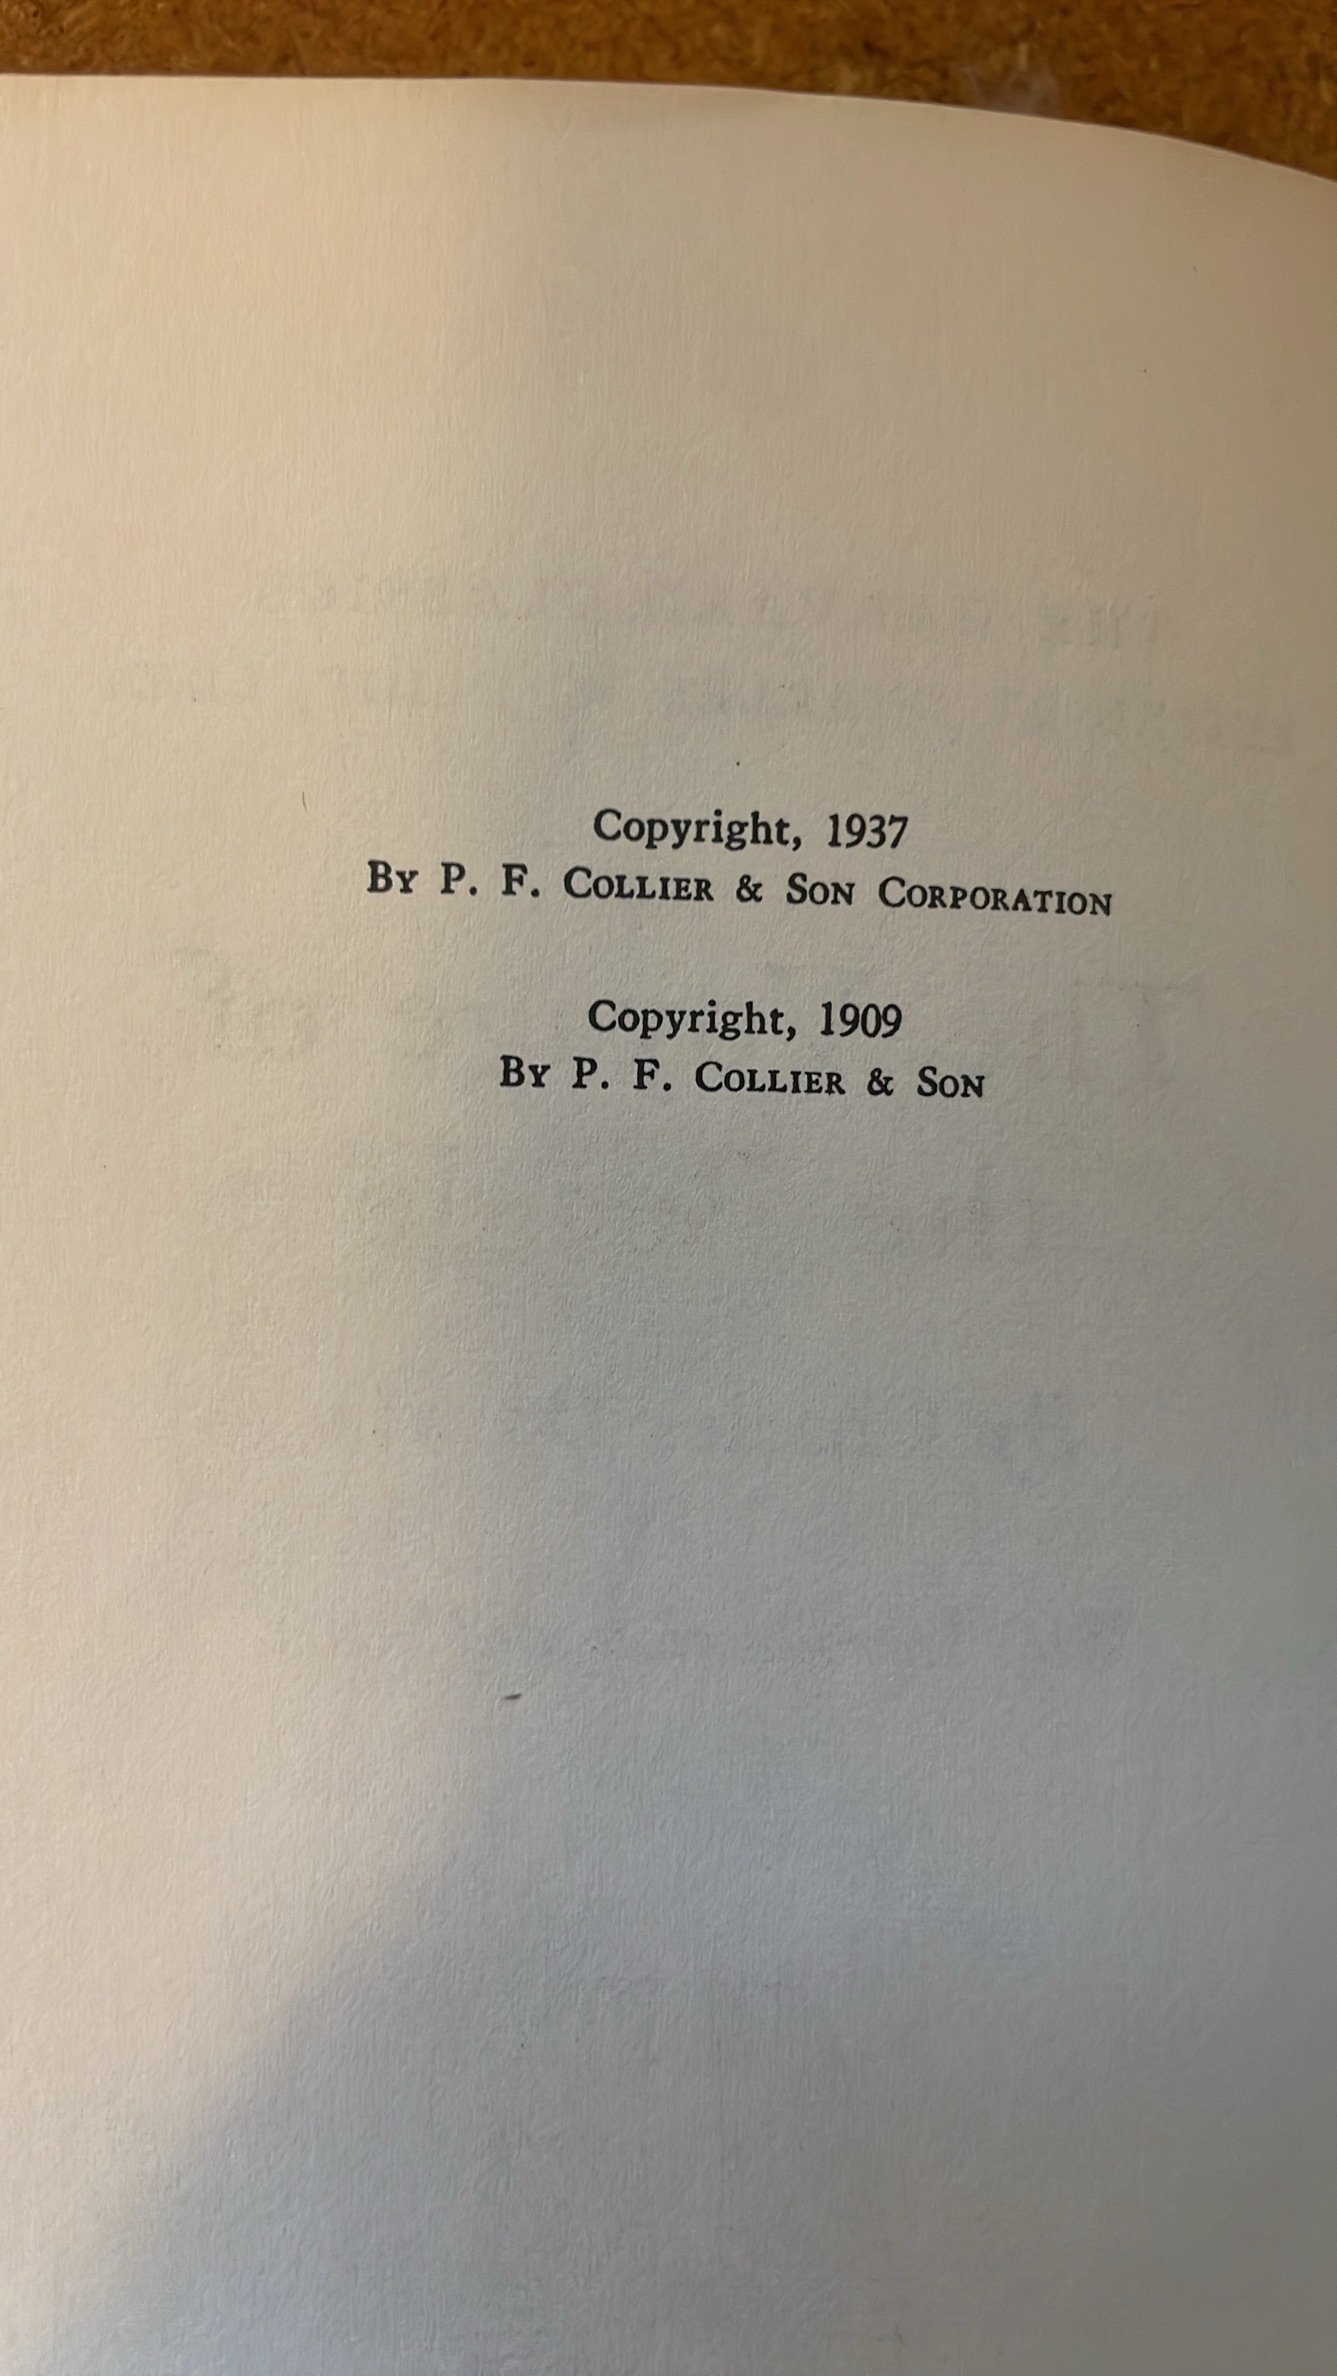 Copyright, 1937
By P. F. Collier & Son Corporation
Copyright, 1909
By P. F. Collier & Son